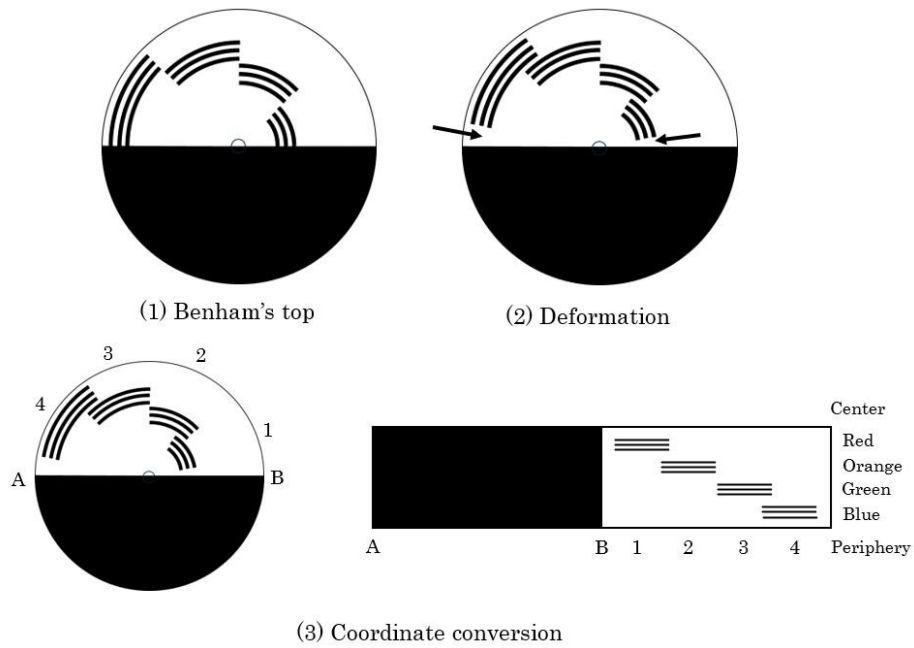 (1) Benham's top
(2) Deformation
3
2
4
1
A
B
Center
Red
Orange
Green
Blue
A
B 1 2 3 4
Periphery
(3) Coordinate conversion